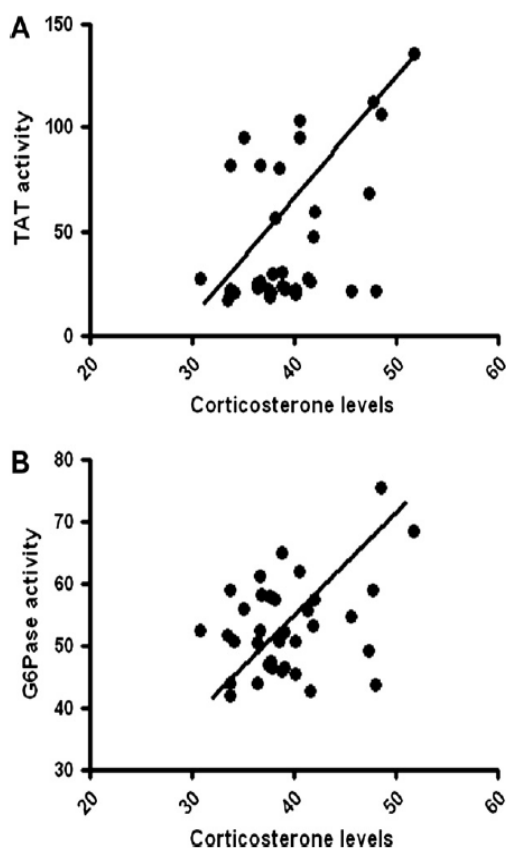 A
150
100
50
0
TAT activity
20 30 40 50 60
Corticosterone levels
B
80
70
60
50
40
30
G6Pase activity
20 30 40 50 60
Corticosterone levels